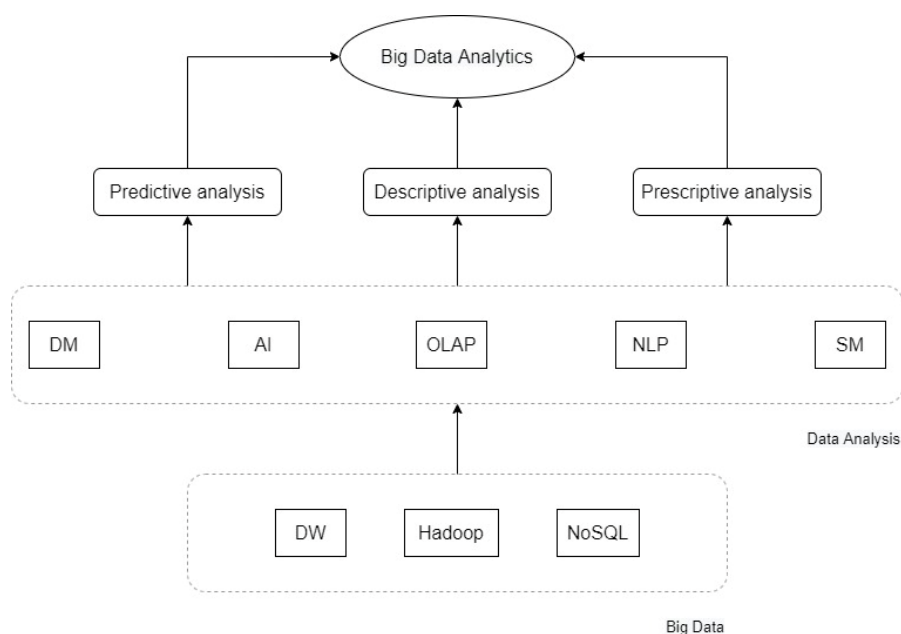 Big Data Analytics
Predictive analysis
Descriptive analysis
Prescriptive analysis
DM
AI
OLAP
NLP
SM
Data Analysis
DW
Hadoop
NoSQL
Big Data